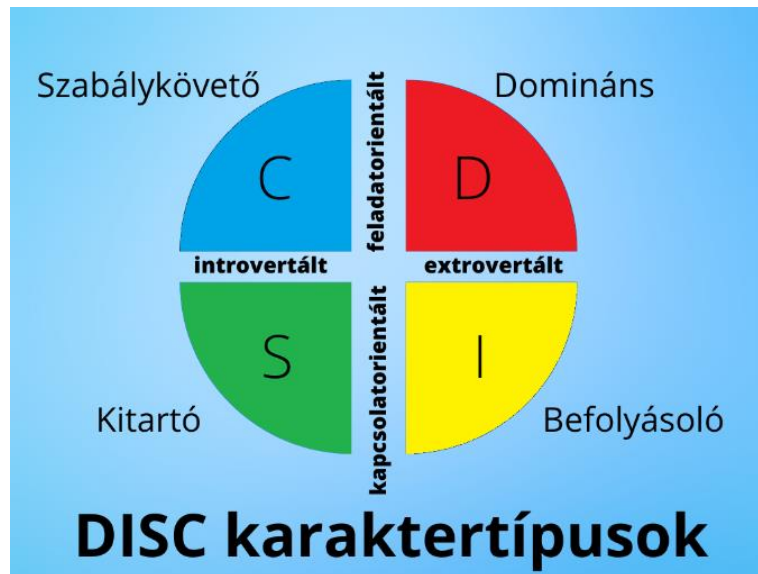 Szabálykövető
Domináns
feladatorientált
C
D
introvertált
extrovertált
S
I
kapcsolatorientált
Kitartó
Befolyásoló
DISC karaktertípusok